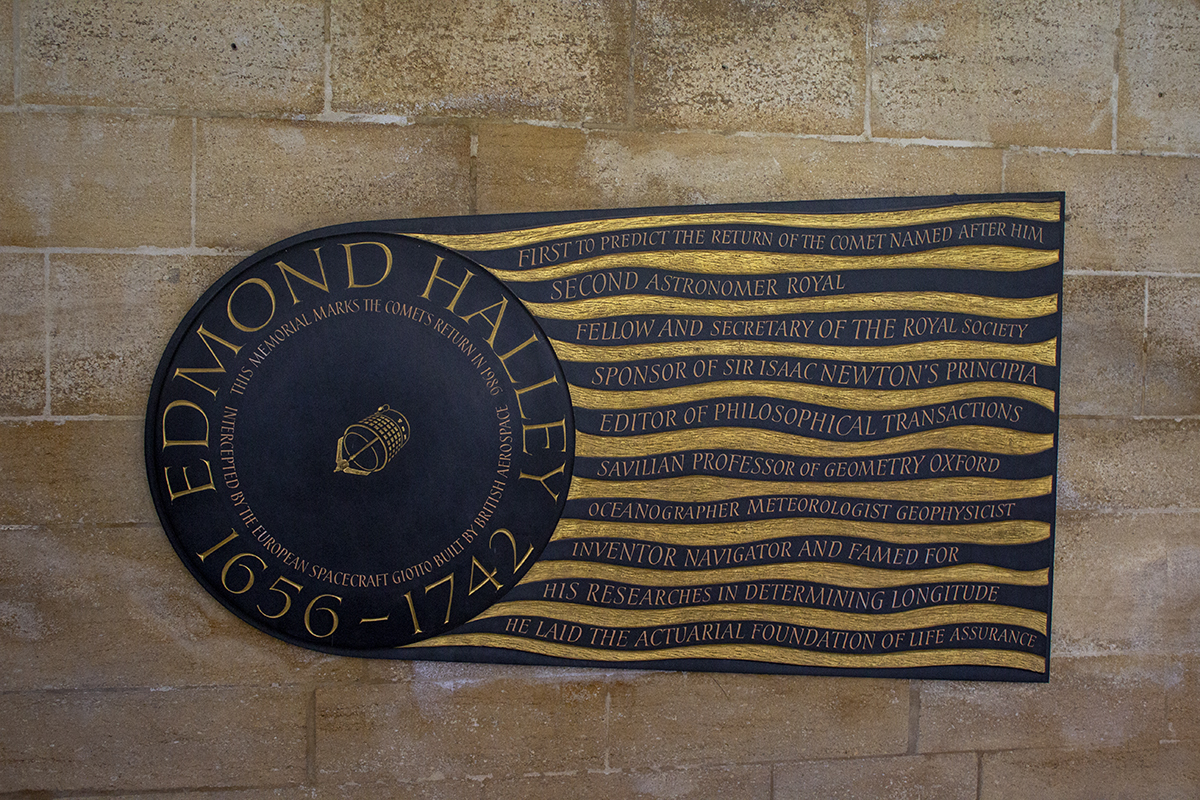 EDMOND HALLEY
1656 – 1742
THIS MEMORIAL MARKS THE COMETS RETURN IN 1986
INTERCEPTED BY THE EUROPEAN SPACECRAFT GIOTTO BUILT BY BRITISH AEROSPACE
FIRST TO PREDICT THE RETURN OF THE COMET NAMED AFTER HIM
SECOND ASTRONOMER ROYAL
FELLOW AND SECRETARY OF THE ROYAL SOCIETY
SPONSOR OF SIR ISAAC NEWTON'S PRINCIPIA
EDITOR OF PHILOSOPHICAL TRANSACTIONS
SAVILIAN PROFESSOR OF GEOMETRY OXFORD
OCEANOGRAPHER METEOROLOGIST GEOPHYSICIST
INVENTOR NAVIGATOR AND FAMED FOR
HIS RESEARCHES IN DETERMINING LONGITUDE
HE LAID THE ACTUARIAL FOUNDATION OF LIFE ASSURANCE